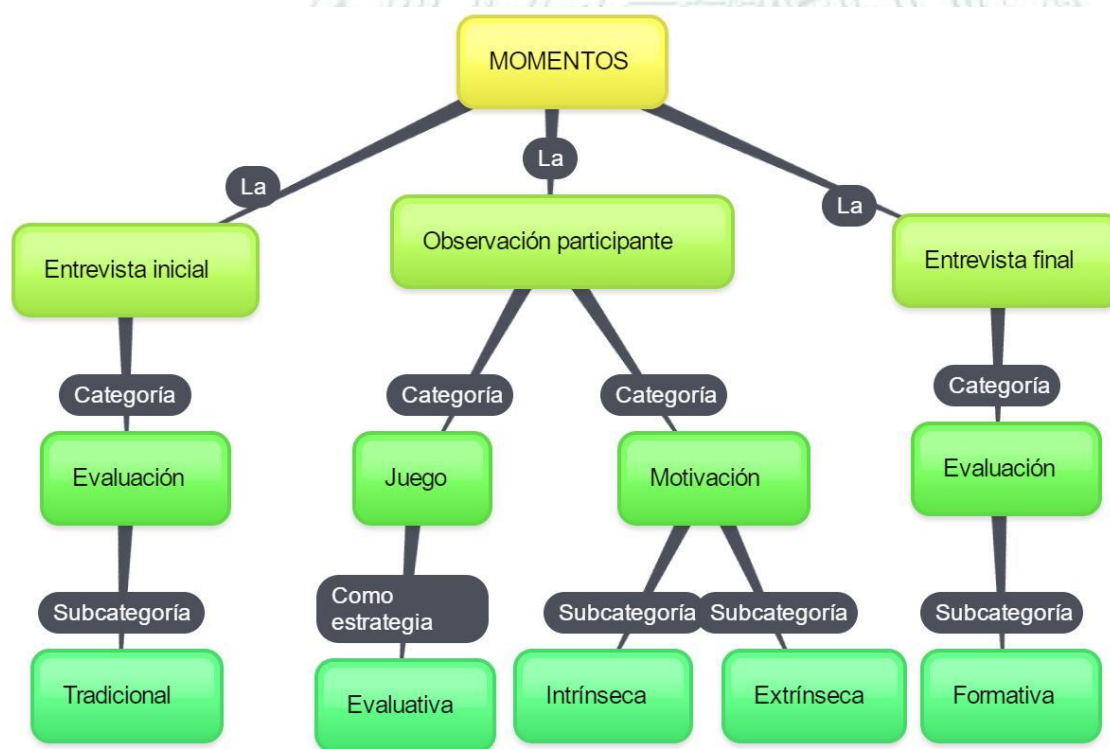 MOMENTOS
La
La
La
Entrevista inicial
Observación participante
Entrevista final
Categoría
Categoría
Categoría
Categoría
Evaluación
Juego
Motivación
Evaluación
Subcategoría
Como
estrategia
Subcategoría
Subcategoría
Subcategoría
Tradicional
Evaluativa
Intrínseca
Extrínseca
Formativa